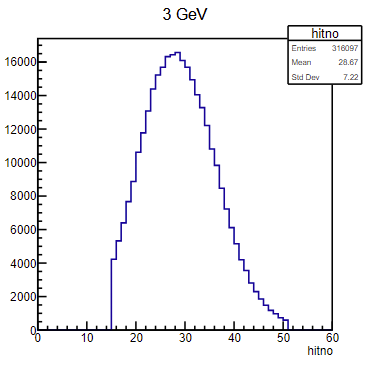 3 GeV
hitno
Entries 316097
Mean 28.67
Std Dev 7.22
16000
14000
12000
10000
8000
6000
4000
2000
0
0 10 20 30 40 50 60
hitno